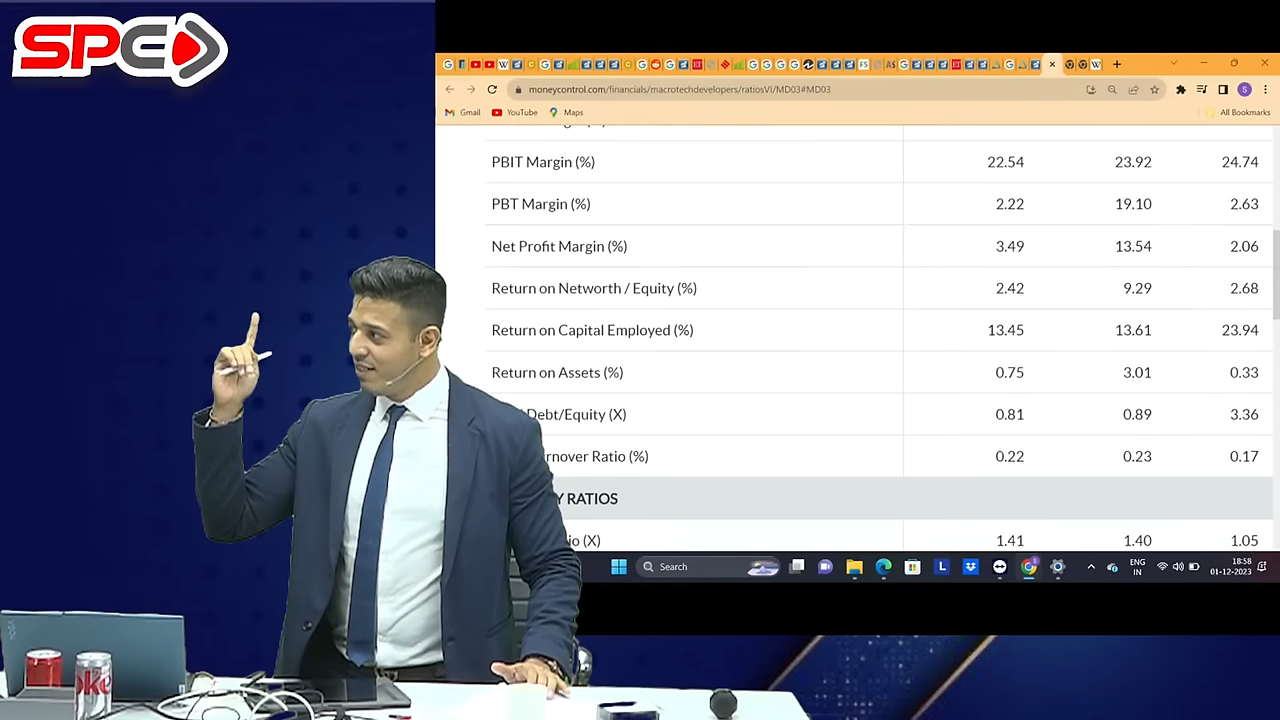 SPC
moneycontrol.com/financials/macrotechdevelopers/ratiosVI/MD03#MD03
Gmail YouTube Maps All Bookmarks
PBIT Margin (%) 22.54 23.92 24.74
PBT Margin (%) 2.22 19.10 2.63
Net Profit Margin (%) 3.49 13.54 2.06
Return on Networth / Equity (%) 2.42 9.29 2.68
Return on Capital Employed (%) 13.45 13.61 23.94
Return on Assets (%) 0.75 3.01 0.33
Debt/Equity (X) 0.81 0.89 3.36
rnover Ratio (%) 0.22 0.23 0.17
Y RATIOS
io (X) 1.41 1.40 1.05
Search
ENG
IN
18:58
01-12-2023
YOGA
oke